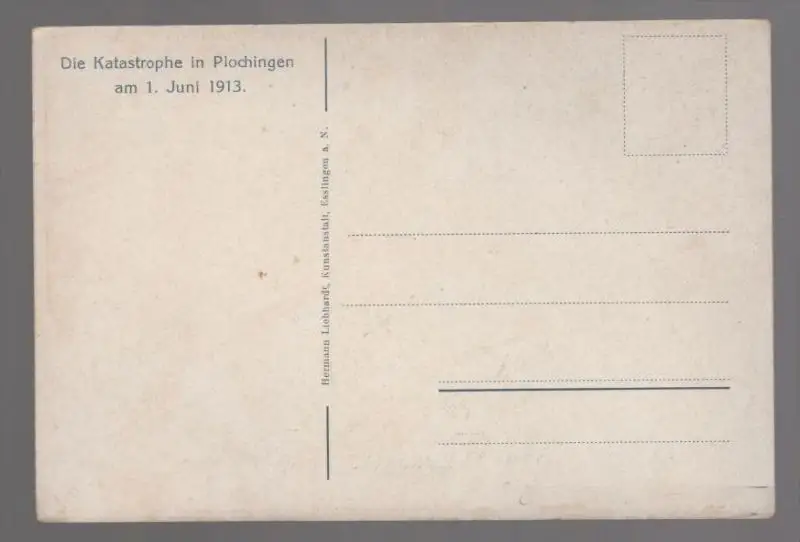 Die Katastrophe in Plochingen
am 1. Juni 1913.
Hermann Liebhardt, Kunstanstalt, Esslingen a. N.